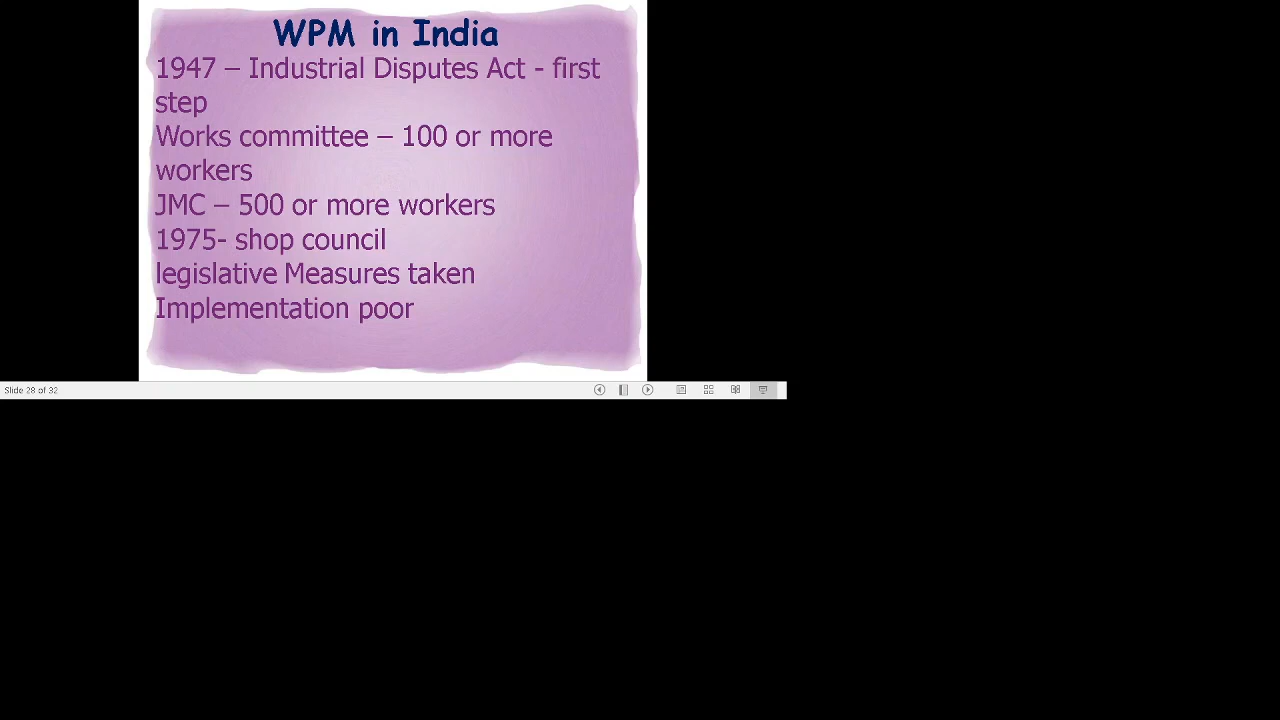 WPM in India
1947 – Industrial Disputes Act - first
step
Works committee – 100 or more
workers
JMC – 500 or more workers
1975- shop council
legislative Measures taken
Implementation poor
Slide 28 of 32